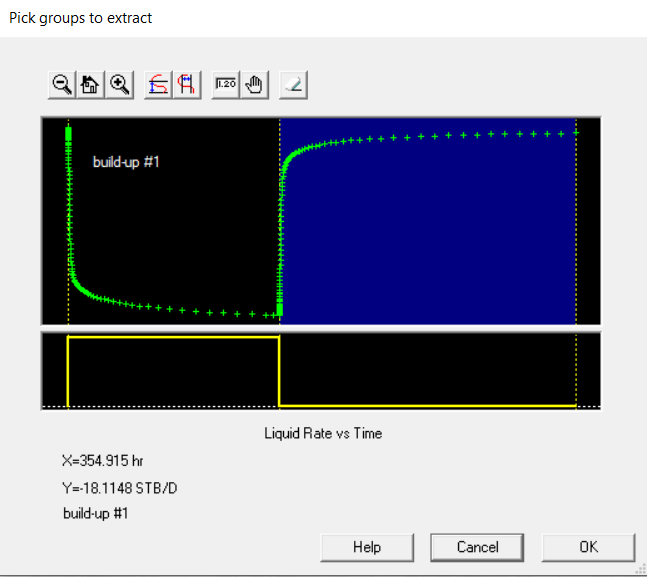 Pick groups to extract
1.20
build-up #1
Liquid Rate vs Time
X=354.915 hr
Y=-18.1148 STB/D
build-up #1
Help
Cancel
OK